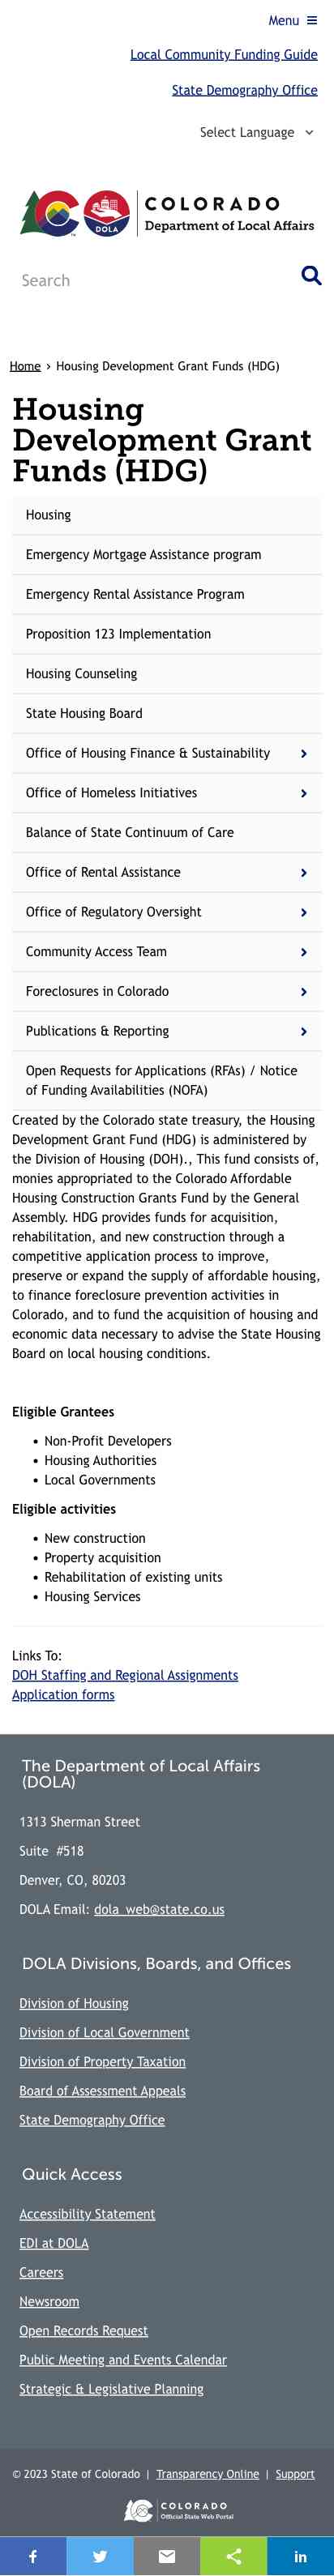 Menu
Local Community Funding Guide
State Demography Office
Select Language
DOLA
COLORADO
Department of Local Affairs
Search
Home › Housing Development Grant Funds (HDG)
Housing
Development Grant
Funds (HDG)
Housing
Emergency Mortgage Assistance program
Emergency Rental Assistance Program
Proposition 123 Implementation
Housing Counseling
State Housing Board
Office of Housing Finance & Sustainability
Office of Homeless Initiatives
Balance of State Continuum of Care
Office of Rental Assistance
Office of Regulatory Oversight
Community Access Team
Foreclosures in Colorado
Publications & Reporting
Open Requests for Applications (RFAs) / Notice
of Funding Availabilities (NOFA)
Created by the Colorado state treasury, the Housing
Development Grant Fund (HDG) is administered by
the Division of Housing (DOH)., This fund consists of,
monies appropriated to the Colorado Affordable
Housing Construction Grants Fund by the General
Assembly. HDG provides funds for acquisition,
rehabilitation, and new construction through a
competitive application process to improve,
preserve or expand the supply of affordable housing,
to finance foreclosure prevention activities in
Colorado, and to fund the acquisition of housing and
economic data necessary to advise the State Housing
Board on local housing conditions.
Eligible Grantees
• Non-Profit Developers
• Housing Authorities
• Local Governments
Eligible activities
• New construction
• Property acquisition
• Rehabilitation of existing units
• Housing Services
Links To:
DOH Staffing and Regional Assignments
Application forms
The Department of Local Affairs
(DOLA)
1313 Sherman Street
Suite #518
Denver, CO, 80203
DOLA Email: dola_web@state.co.us
DOLA Divisions, Boards, and Offices
Division of Housing
Division of Local Government
Division of Property Taxation
Board of Assessment Appeals
State Demography Office
Quick Access
Accessibility Statement
EDI at DOLA
Careers
Newsroom
Open Records Request
Public Meeting and Events Calendar
Strategic & Legislative Planning
© 2023 State of Colorado | Transparency Online | Support
COLORADO
Official State Web Portal